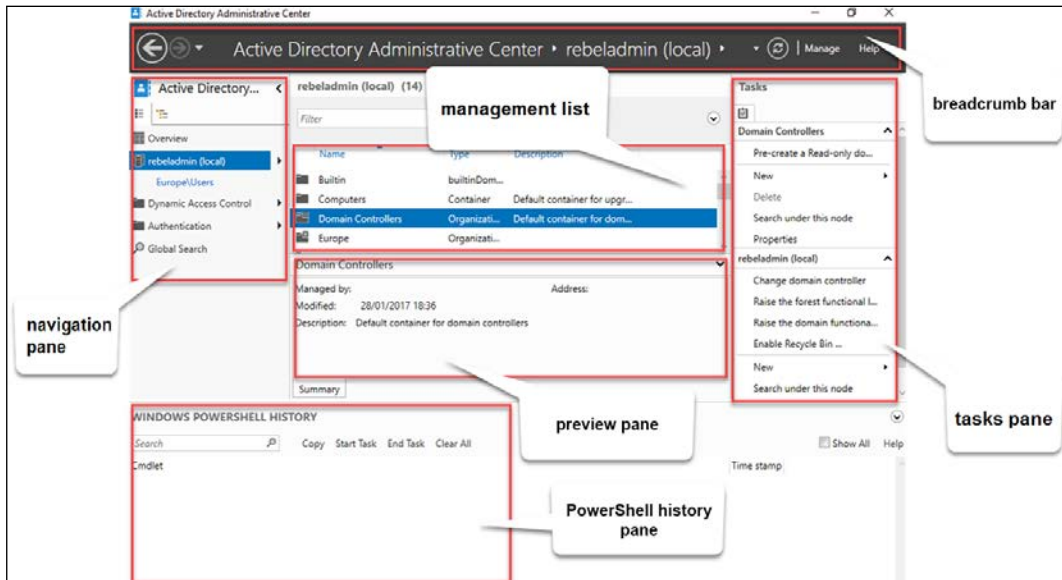 Active Directory Administrative Center
Active Directory Administrative Center • rebeladmin (local) •
Manage
Help
breadcrumb bar
Active Directory...
Overview
rebeladmin (local)
Europe\Users
Dynamic Access Control
Authentication
Global Search
navigation
pane
rebeladmin (local) (14)
Filter
management list
Name Type Description
Builtin builtinDom...
Computers Container Default container for upgr...
Domain Controllers Organizati... Default container for dom...
Europe Organizati...
Domain Controllers
Managed by: Address:
Modified: 28/01/2017 18:36
Description: Default container for domain controllers
Summary
preview pane
Tasks
Domain Controllers
Pre-create a Read-only do...
New
Delete
Search under this node
Properties
rebeladmin (local)
Change domain controller
Raise the forest functional l...
Raise the domain functiona...
Enable Recycle Bin ...
New
Search under this node
tasks pane
WINDOWS POWERSHELL HISTORY
Search Copy Start Task End Task Clear All Show All Help
Cmdlet Time stamp
PowerShell history
pane